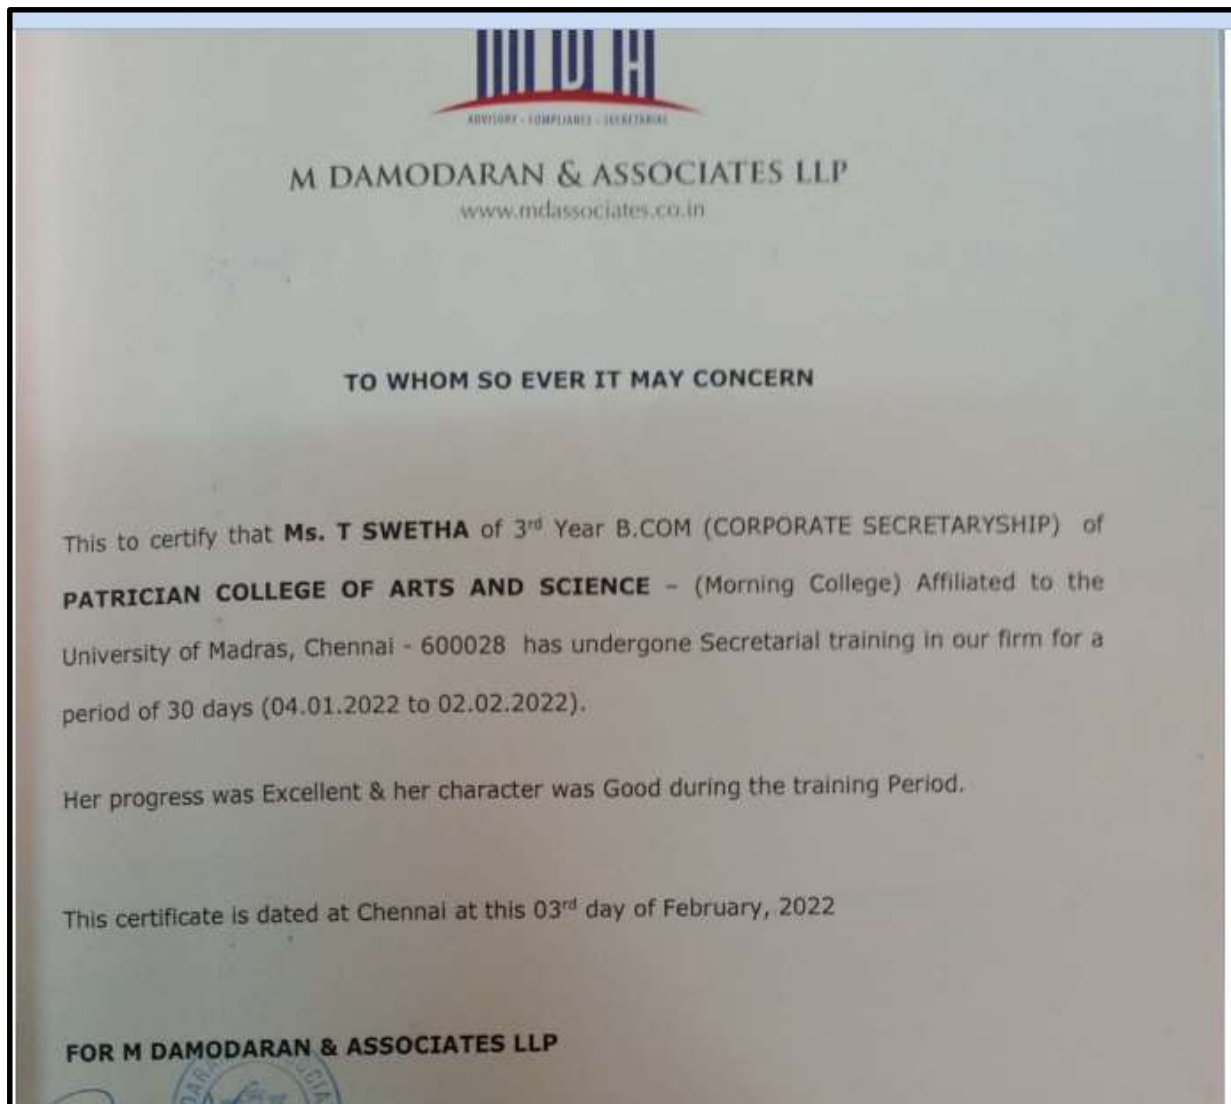 MDA
ADVISORY - COMPLIANCE - SECRETARIAL
M DAMODARAN & ASSOCIATES LLP
www.mdassociates.co.in
TO WHOM SO EVER IT MAY CONCERN
This to certify that Ms. T SWETHA of 3rd Year B.COM (CORPORATE SECRETARYSHIP) of
PATRICIAN COLLEGE OF ARTS AND SCIENCE – (Morning College) Affiliated to the
University of Madras, Chennai - 600028 has undergone Secretarial training in our firm for a
period of 30 days (04.01.2022 to 02.02.2022).
Her progress was Excellent & her character was Good during the training Period.
This certificate is dated at Chennai at this 03rd day of February, 2022
FOR M DAMODARAN & ASSOCIATES LLP